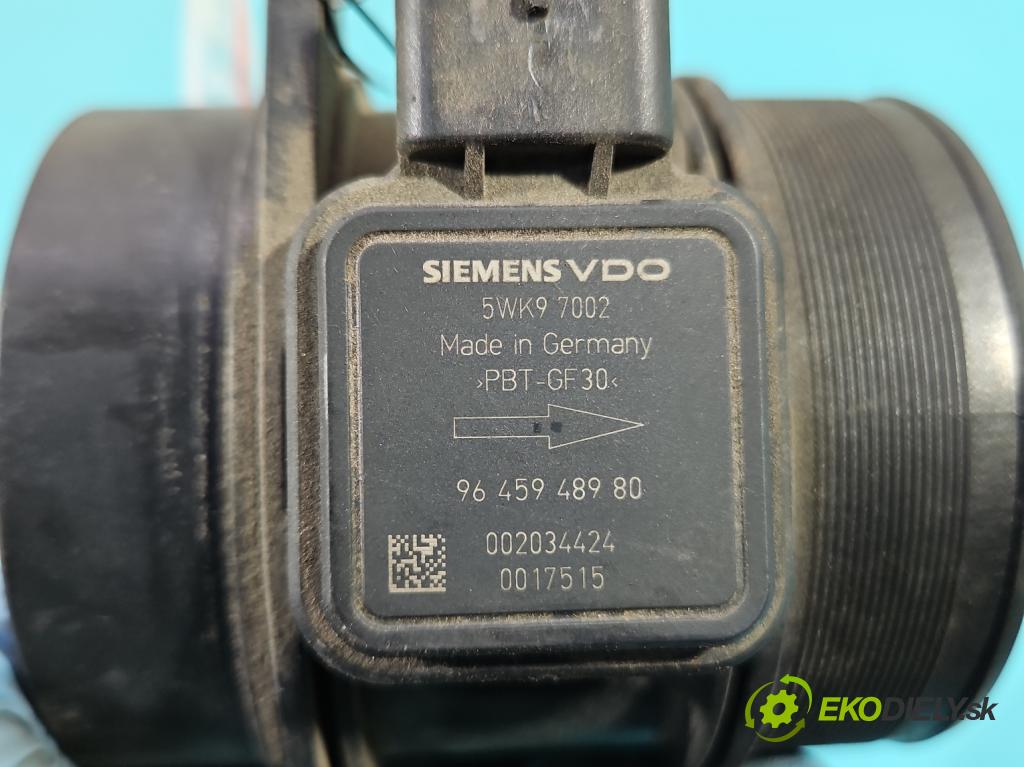 SIEMENS VDO
5WK9 7002
Made in Germany
›PBT-GF30‹
96 459 489 80
002034424
0017515
EKODIELY.sk